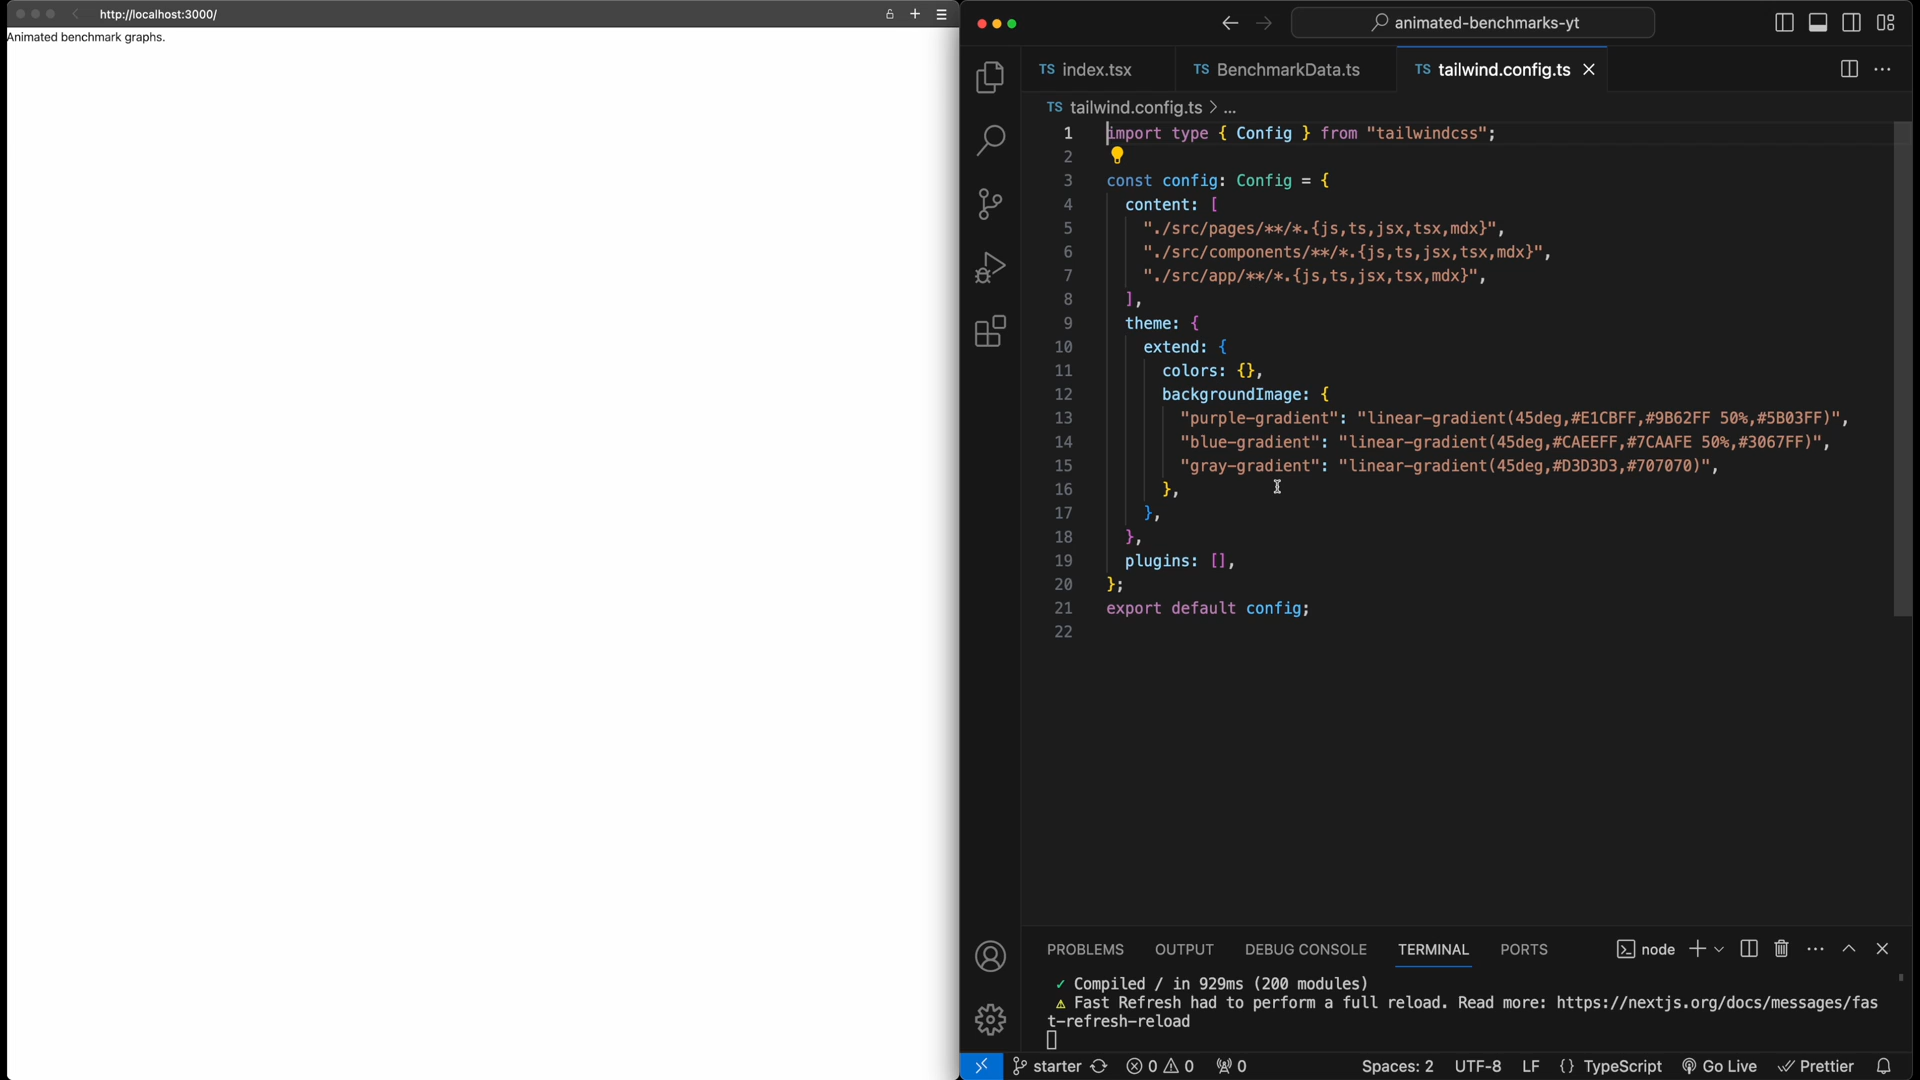 http://localhost:3000/
Animated benchmark graphs.
animated-benchmarks-yt
TS index.tsx
TS BenchmarkData.ts
TS tailwind.config.ts
TS tailwind.config.ts > ...
1 import type { Config } from "tailwindcss";
2
3 const config: Config = {
4 content: [
5 "./src/pages/**/*.{js,ts,jsx,tsx,mdx}",
6 "./src/components/**/*.{js,ts,jsx,tsx,mdx}",
7 "./src/app/**/*.{js,ts,jsx,tsx,mdx}",
8 ],
9 theme: {
10 extend: {
11 colors: {},
12 backgroundImage: {
13 "purple-gradient": "linear-gradient(45deg,#E1CBFF,#9B62FF 50%,#5B03FF)",
14 "blue-gradient": "linear-gradient(45deg,#CAEEFF,#7CAAFE 50%,#3067FF)",
15 "gray-gradient": "linear-gradient(45deg,#D3D3D3,#707070)",
16 },
17 },
18 },
19 plugins: [],
20 };
21 export default config;
22
PROBLEMS OUTPUT DEBUG CONSOLE TERMINAL PORTS node
✓ Compiled / in 929ms (200 modules)
⚠ Fast Refresh had to perform a full reload. Read more: https://nextjs.org/docs/messages/fas
t-refresh-reload
starter 0 0 0 Spaces: 2 UTF-8 LF {} TypeScript Go Live Prettier